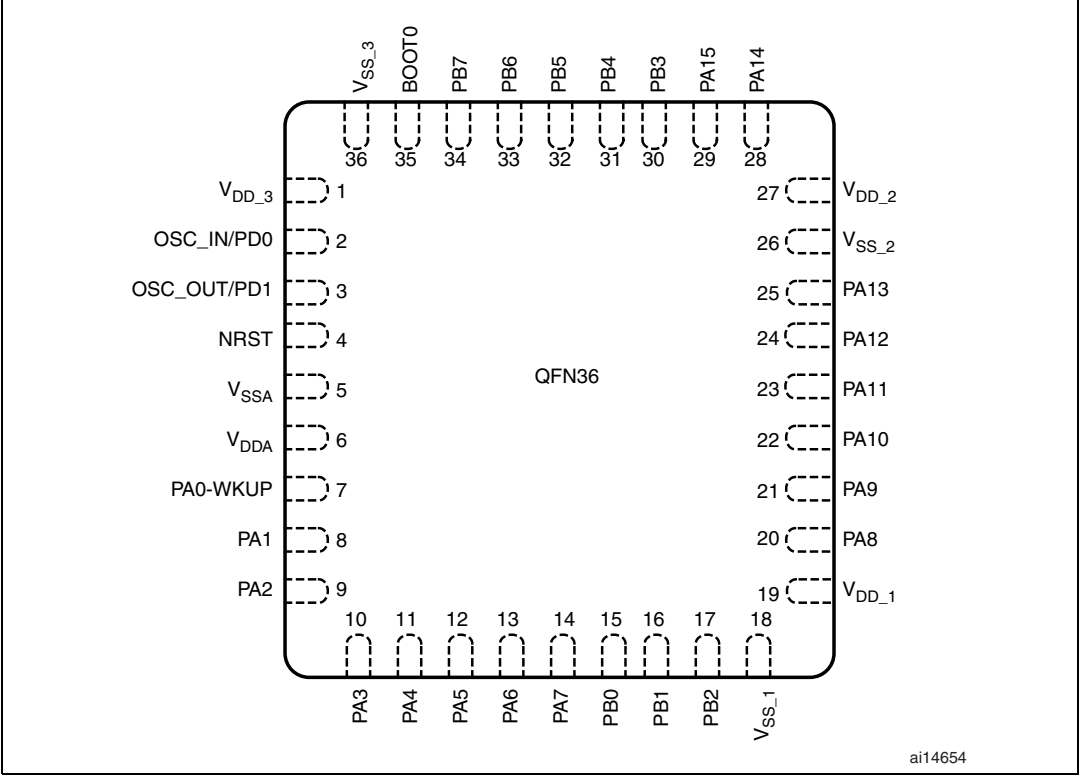 VSS_3
BOOT0
PB7
PB6
PB5
PB4
PB3
PA15
PA14
36
35
34
33
32
31
30
29
28
VDD_3 1
OSC_IN/PD0 2
OSC_OUT/PD1 3
NRST 4
VSSA 5
VDDA 6
PA0-WKUP 7
PA1 8
PA2 9
QFN36
27 VDD_2
26 VSS_2
25 PA13
24 PA12
23 PA11
22 PA10
21 PA9
20 PA8
19 VDD_1
10
11
12
13
14
15
16
17
18
PA3
PA4
PA5
PA6
PA7
PB0
PB1
PB2
VSS_1
ai14654